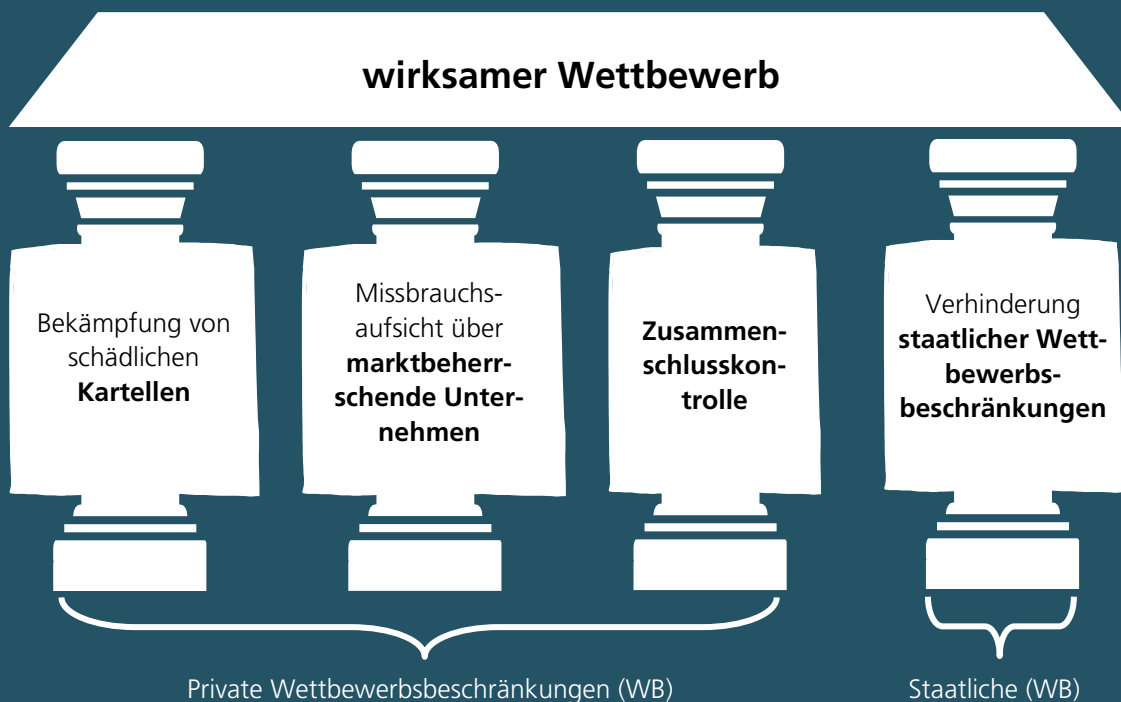 wirksamer Wettbewerb
Bekämpfung von
schädlichen
Kartellen
Missbrauchs-
aufsicht über
marktbeherr-
schende Unter-
nehmen
Zusammen-
schlusskon-
trolle
Verhinderung
staatlicher Wett-
bewerbs-
beschränkungen
Private Wettbewerbsbeschränkungen (WB)
Staatliche (WB)